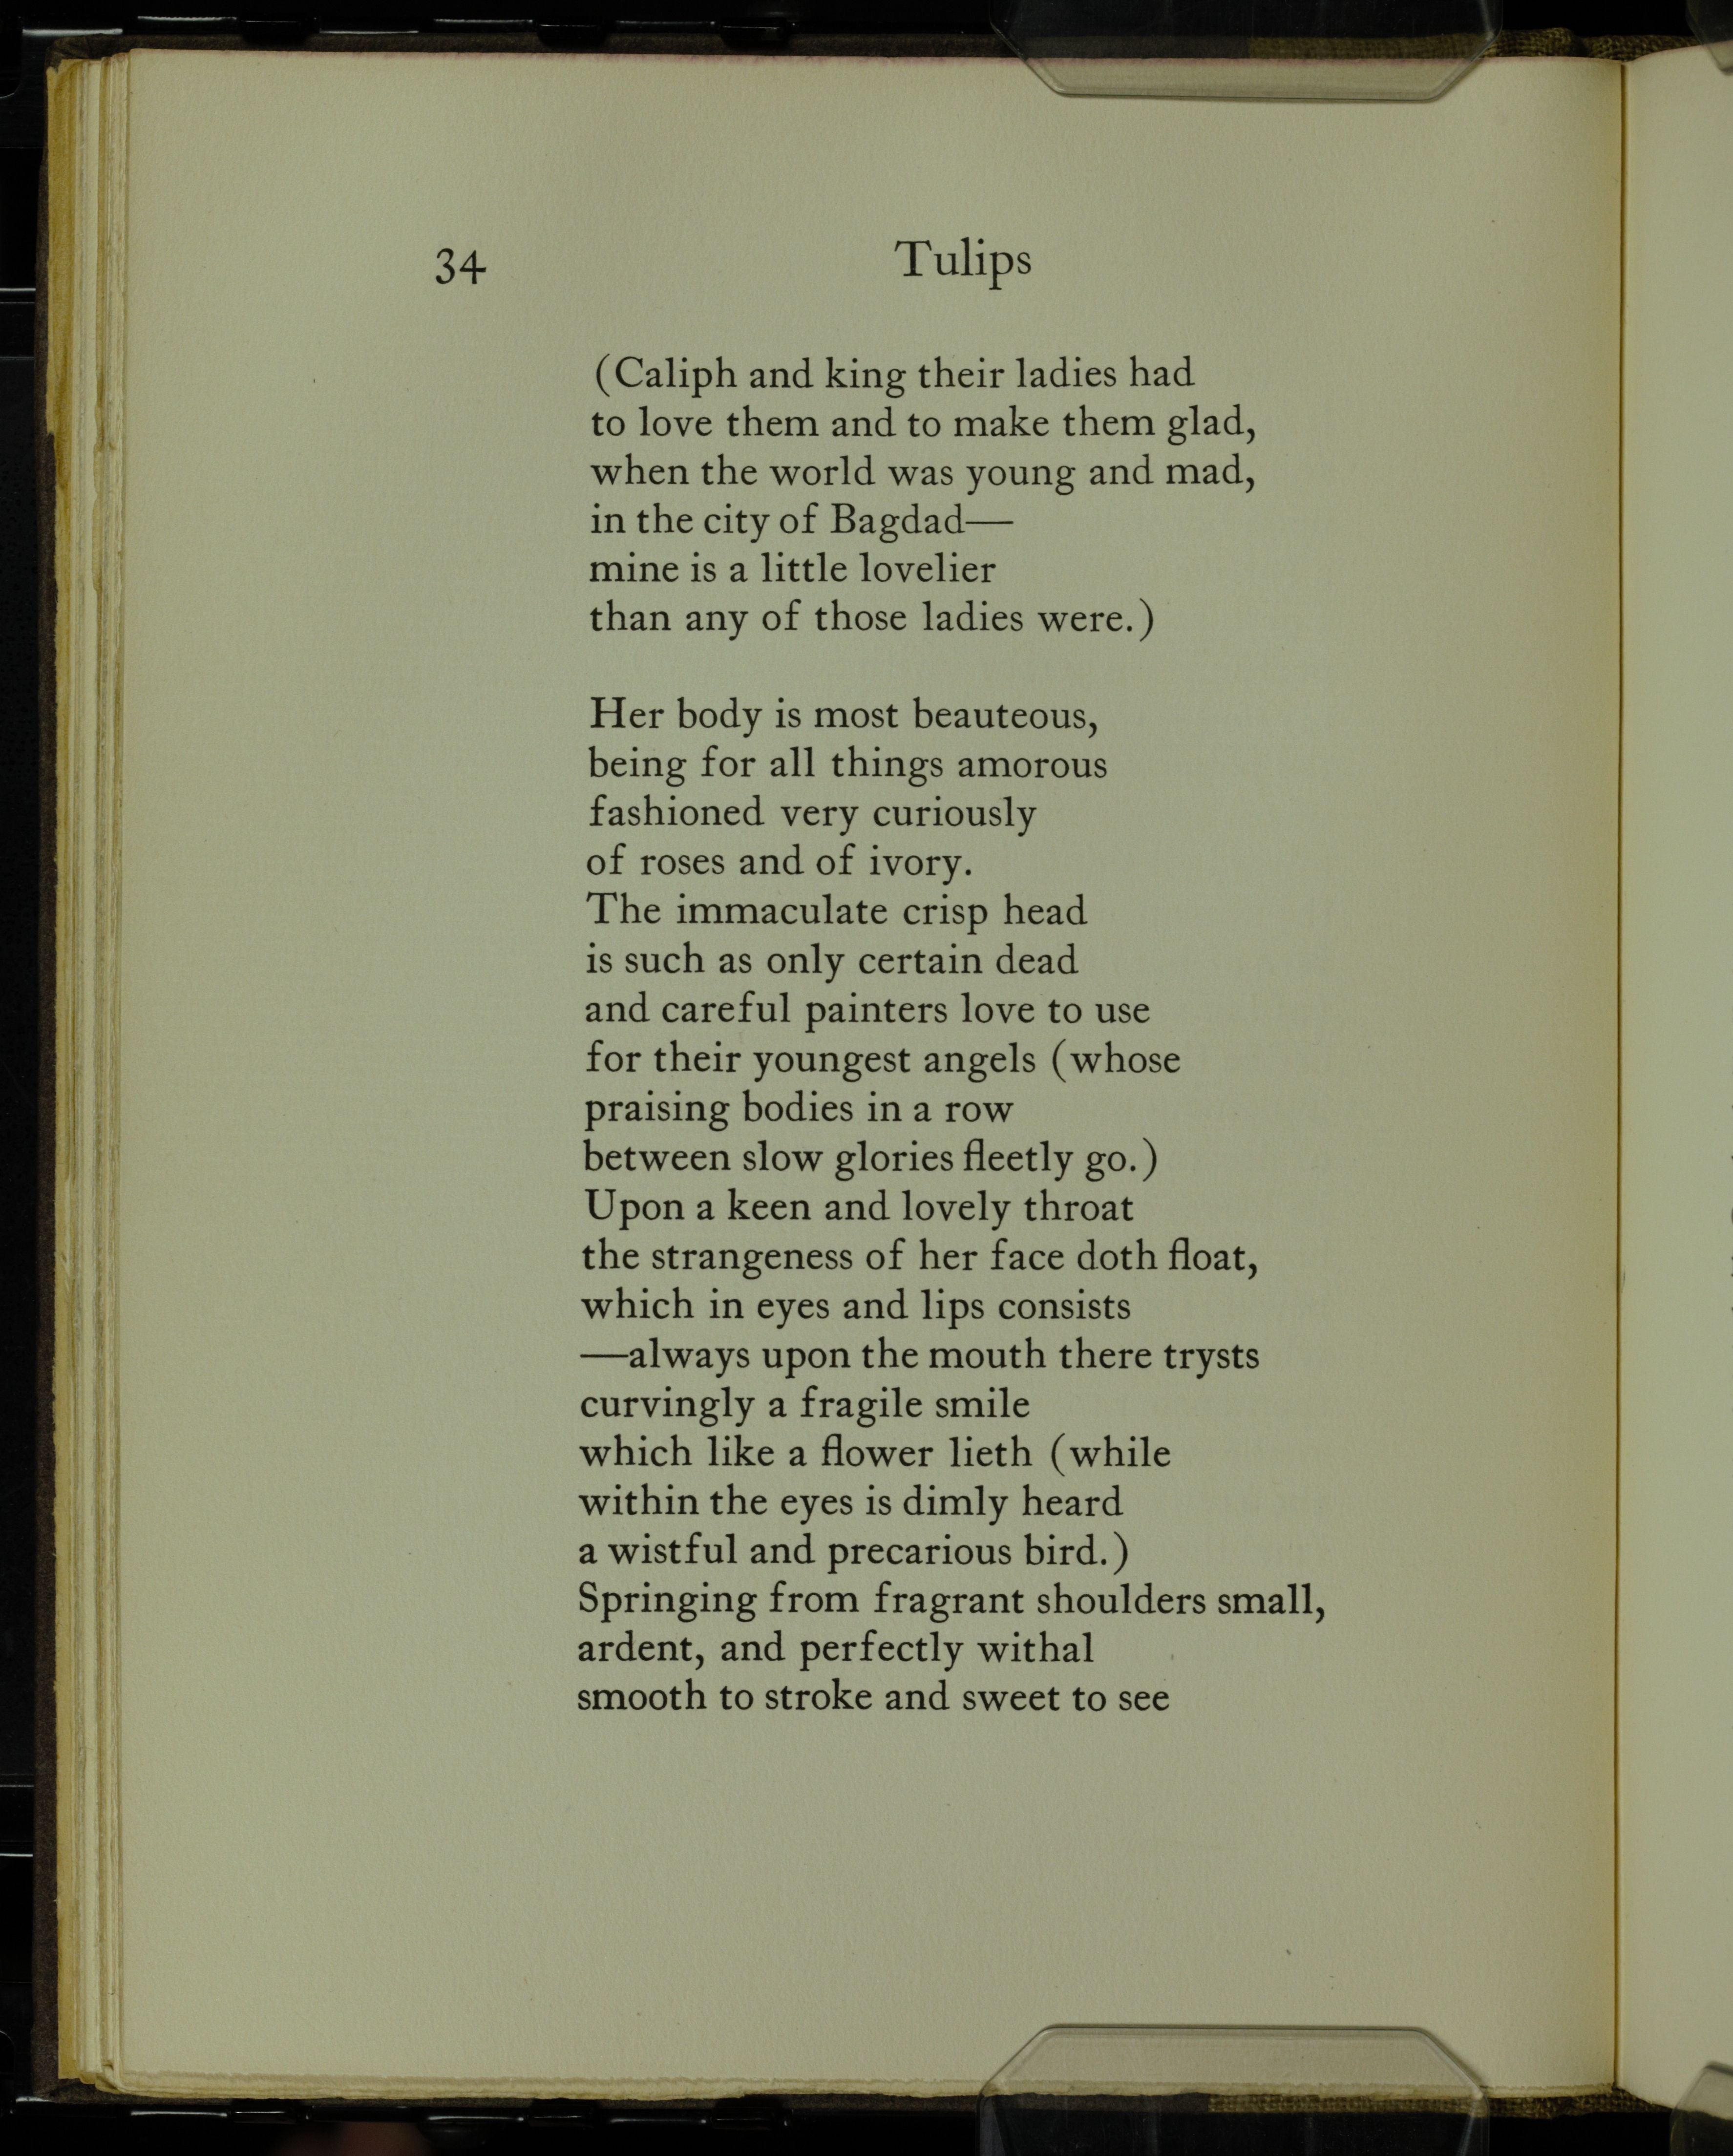 34 Tulips
(Caliph and king their ladies had
to love them and to make them glad,
when the world was young and mad,
in the city of Bagdad—
mine is a little lovelier
than any of those ladies were.)
Her body is most beauteous,
being for all things amorous
fashioned very curiously
of roses and of ivory.
The immaculate crisp head
is such as only certain dead
and careful painters love to use
for their youngest angels (whose
praising bodies in a row
between slow glories fleetly go.)
Upon a keen and lovely throat
the strangeness of her face doth float,
which in eyes and lips consists
—always upon the mouth there trysts
curvingly a fragile smile
which like a flower lieth (while
within the eyes is dimly heard
a wistful and precarious bird.)
Springing from fragrant shoulders small,
ardent, and perfectly withal
smooth to stroke and sweet to see